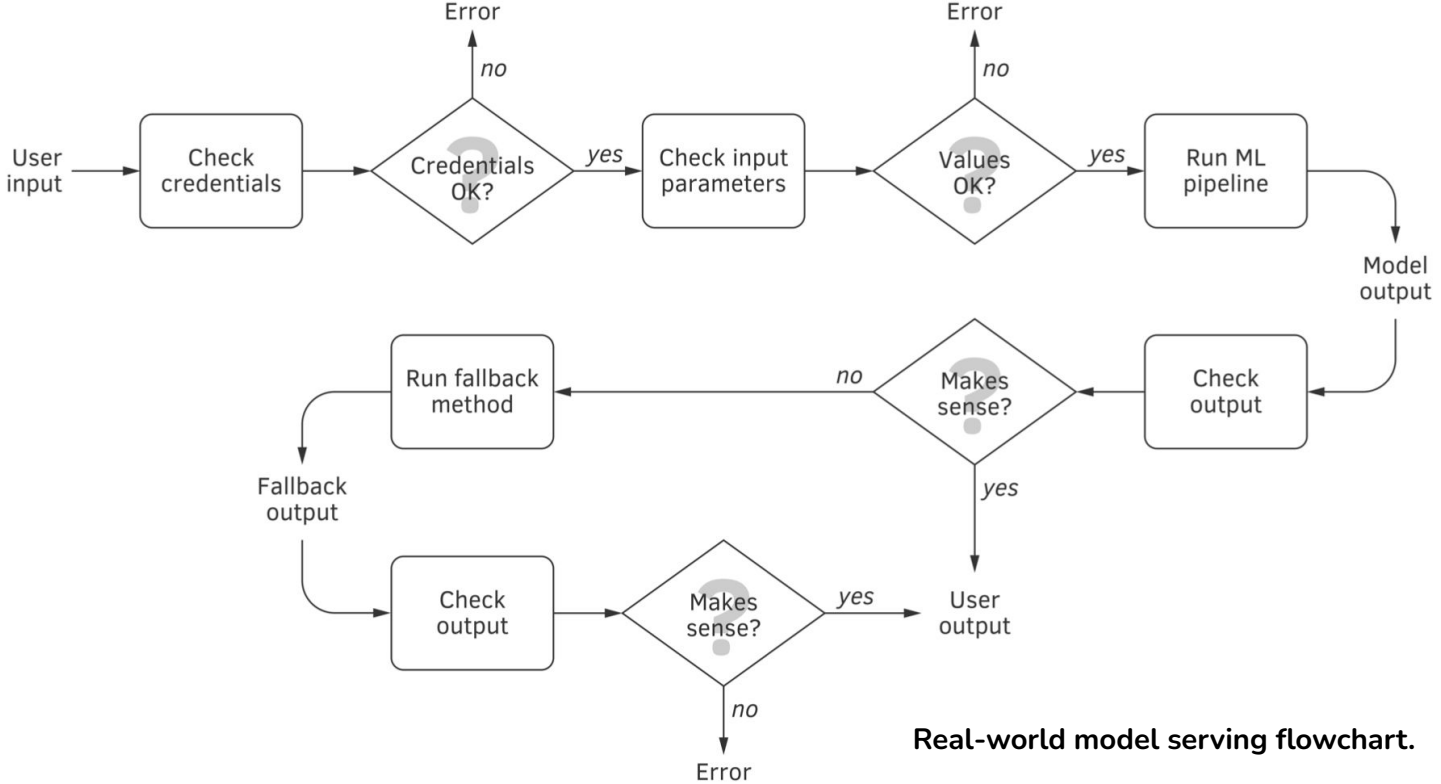 Error
no
User
input
Check
credentials
Credentials
OK?
yes
Check input
parameters
Error
no
Values
OK?
yes
Run ML
pipeline
Model
output
Check
output
Makes
sense?
no
yes
Run fallback
method
Fallback
output
Check
output
Makes
sense?
yes
User
output
no
Error
Real-world model serving flowchart.